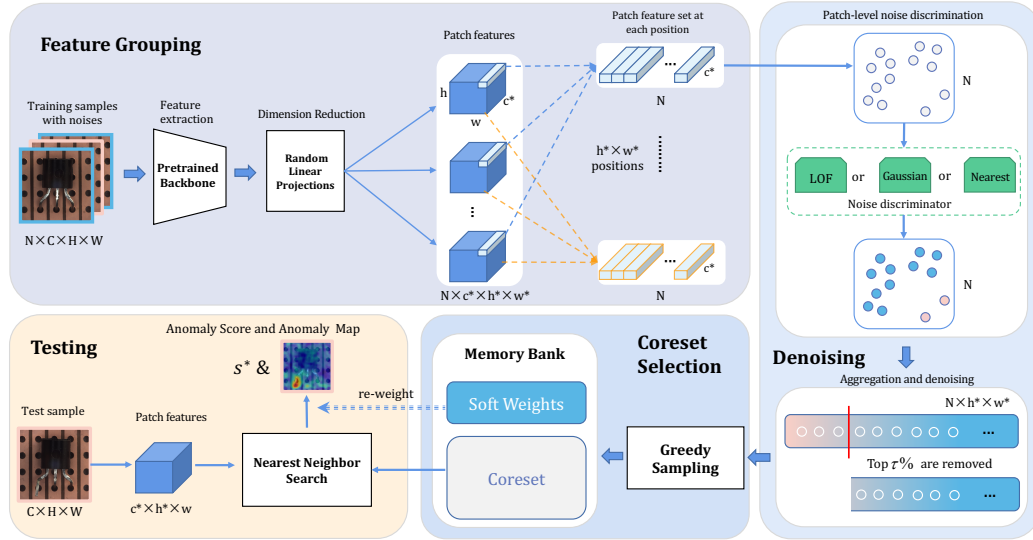 Feature Grouping
Training samples
with noises
N×C×H×W
Feature
extraction
Pretrained
Backbone
Dimension Reduction
Random
Linear
Projections
Patch features
h
w
c*
...
N×c*×h*×w*
Patch feature set at
each position
...
c*
N
h*×w*
positions
...
c*
N
Patch-level noise discrimination
N
LOF or Gaussian or Nearest
Noise discriminator
N
Denoising
Aggregation and denoising
N×h*×w*
...
Top τ% are removed
...
Coreset
Selection
Greedy
Sampling
Memory Bank
Soft Weights
Coreset
Testing
Anomaly Score and Anomaly Map
s* &
re-weight
Test sample
C×H×W
Patch features
c*×h*×w
Nearest Neighbor
Search